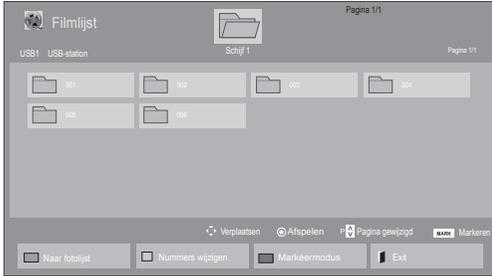 Pagina 1/1
Filmlijst
Schijf 1
USB1 USB-station
Pagina 1/1
001 002 003 004
005 006
Verplaatsen Afspelen P Pagina gewijzigd MARK Markeren
Naar fotolijst Nummers wijzigen Markeermodus Exit